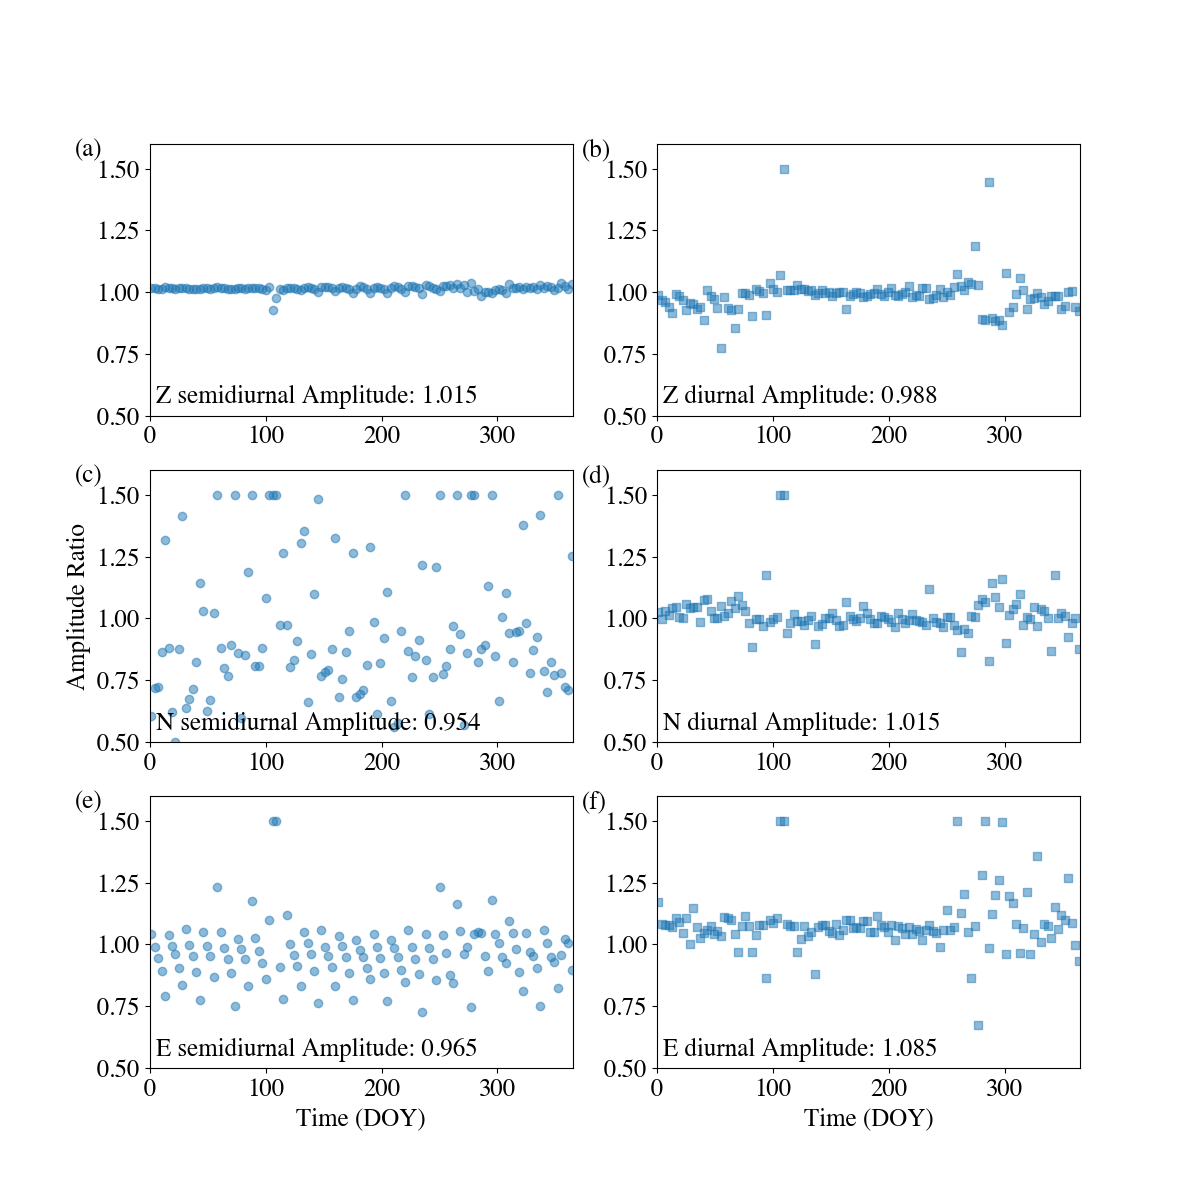 (a)
1.50
1.25
1.00
0.75
0.50
Z semidiurnal Amplitude: 1.015
0 100 200 300
(b)
1.50
1.25
1.00
0.75
0.50
Z diurnal Amplitude: 0.988
0 100 200 300
Amplitude Ratio
(c)
1.50
1.25
1.00
0.75
0.50
N semidiurnal Amplitude: 0.954
0 100 200 300
(d)
1.50
1.25
1.00
0.75
0.50
N diurnal Amplitude: 1.015
0 100 200 300
(e)
1.50
1.25
1.00
0.75
0.50
E semidiurnal Amplitude: 0.965
0 100 200 300
Time (DOY)
(f)
1.50
1.25
1.00
0.75
0.50
E diurnal Amplitude: 1.085
0 100 200 300
Time (DOY)